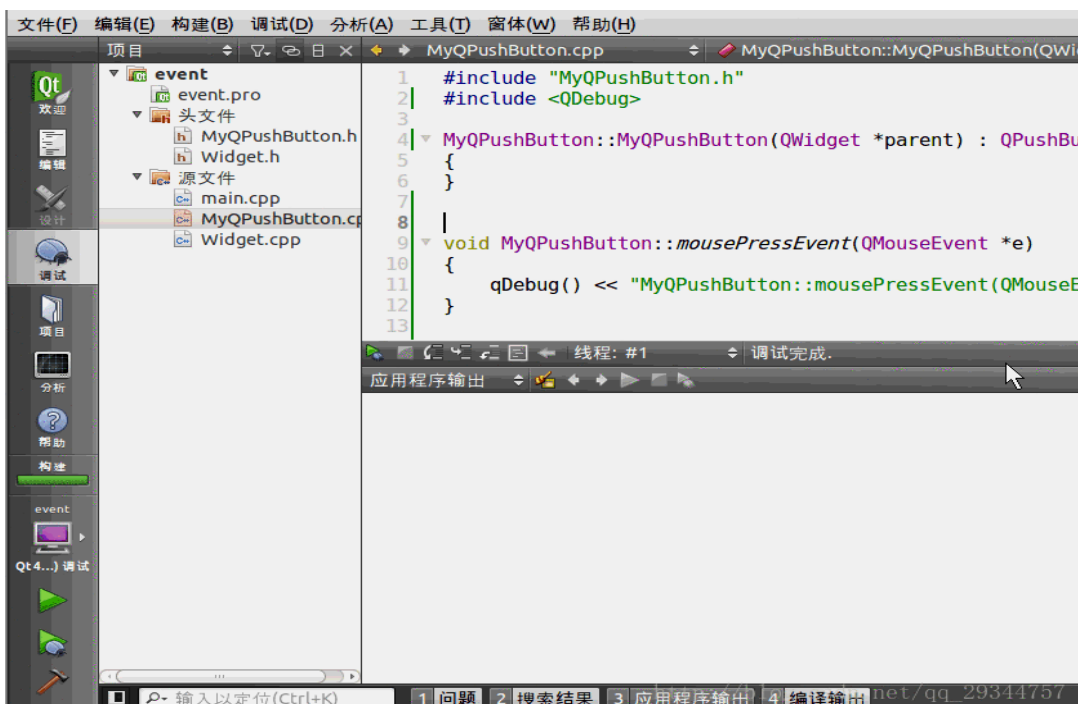 文件(F) 编辑(E) 构建(B) 调试(D) 分析(A) 工具(T) 窗体(W) 帮助(H)
项目 MyQPushButton.cpp MyQPushButton::MyQPushButton(QWi
Qt
欢迎
编辑
设计
调试
项目
分析
帮助
构建
event
Qt4...) 调试
event
event.pro
头文件
MyQPushButton.h
Widget.h
源文件
main.cpp
MyQPushButton.cp
Widget.cpp
1 #include "MyQPushButton.h"
2 #include <QDebug>
3
4 MyQPushButton::MyQPushButton(QWidget *parent) : QPushBu
5 {
6 }
7
8
9 void MyQPushButton::mousePressEvent(QMouseEvent *e)
10 {
11 qDebug() << "MyQPushButton::mousePressEvent(QMouseE
12 }
13
线程: #1 调试完成.
应用程序输出
输入以定位(Ctrl+K) 1 问题 2 搜索结果 3 应用程序输出 4 编译输出
net/qq_29344757